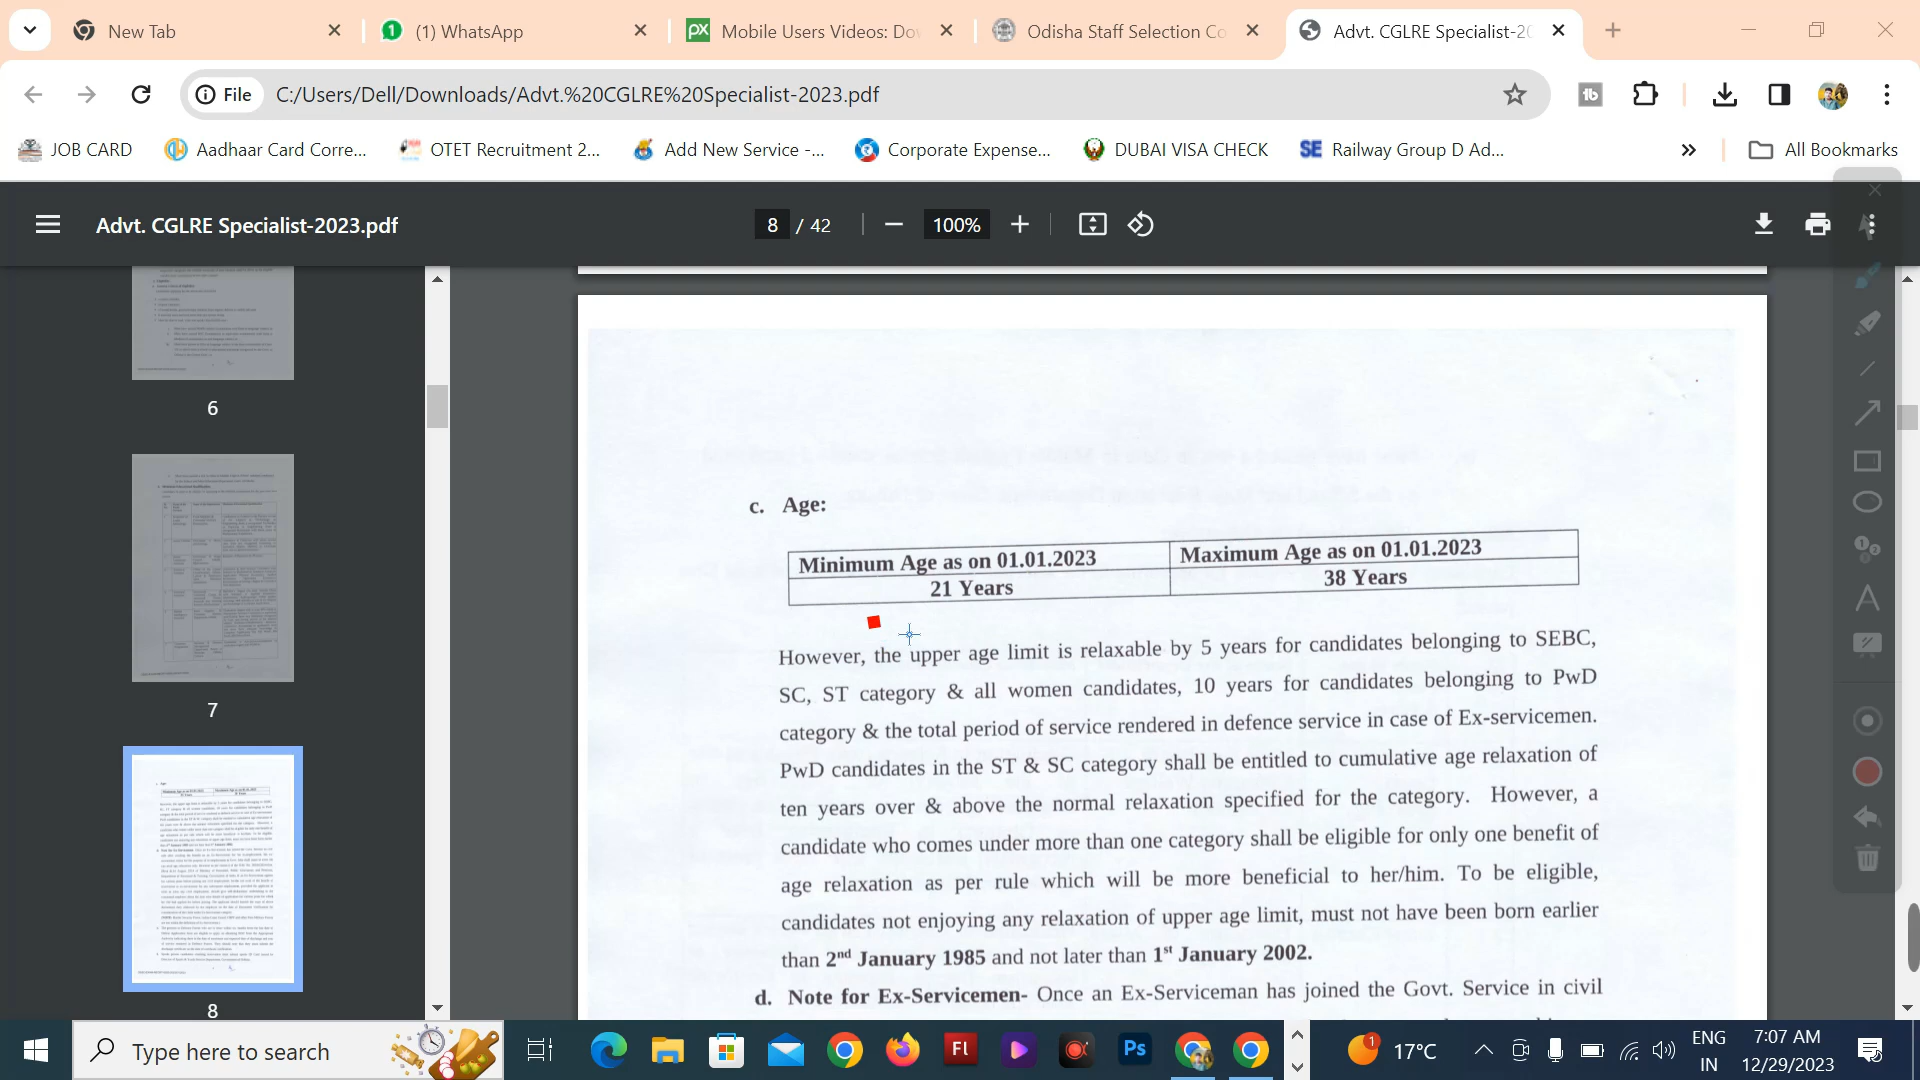 New Tab
(1) WhatsApp
Mobile Users Videos: Do
Odisha Staff Selection Co
Advt. CGLRE Specialist-20
File
C:/Users/Dell/Downloads/Advt.%20CGLRE%20Specialist-2023.pdf
JOB CARD
Aadhaar Card Corre...
OTET Recruitment 2...
Add New Service -...
Corporate Expense...
DUBAI VISA CHECK
SE Railway Group D Ad...
» All Bookmarks
Advt. CGLRE Specialist-2023.pdf
8 / 42
100%
6
7
8
c. Age:
Minimum Age as on 01.01.2023 Maximum Age as on 01.01.2023
21 Years 38 Years
However, the upper age limit is relaxable by 5 years for candidates belonging to SEBC,
SC, ST category & all women candidates, 10 years for candidates belonging to PwD
category & the total period of service rendered in defence service in case of Ex-servicemen.
PwD candidates in the ST & SC category shall be entitled to cumulative age relaxation of
ten years over & above the normal relaxation specified for the category. However, a
candidate who comes under more than one category shall be eligible for only one benefit of
age relaxation as per rule which will be more beneficial to her/him. To be eligible,
candidates not enjoying any relaxation of upper age limit, must not have been born earlier
than 2nd January 1985 and not later than 1st January 2002.
d. Note for Ex-Servicemen- Once an Ex-Serviceman has joined the Govt. Service in civil
Type here to search
Fl
Ps
1
17°C
ENG
IN
7:07 AM
12/29/2023